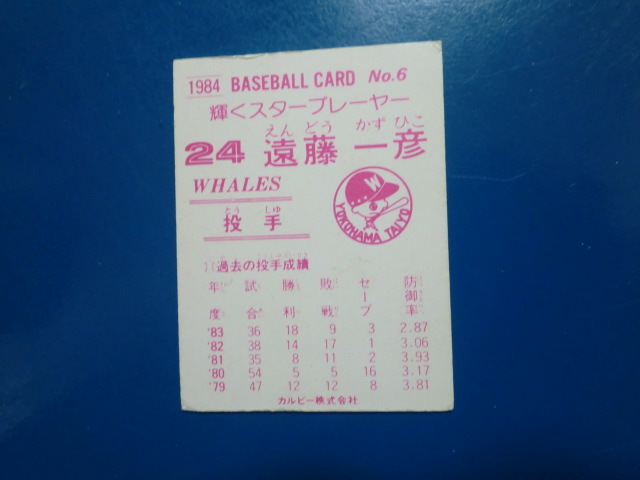 1984 BASEBALL CARD No.6
輝くスタープレーヤー
えん どう かず ひこ
24 遠藤 一彦
WHALES
W
YOKOHAMA TAIYO
とう しゅ
投手
過去の投手成績
年度 試合 勝利 敗戦 セーブ 防御率
'83 36 18 9 3 2.87
'82 38 14 17 1 3.06
'81 35 8 11 2 3.93
'80 54 5 5 16 3.17
'79 47 12 12 8 3.81
カルビー株式会社